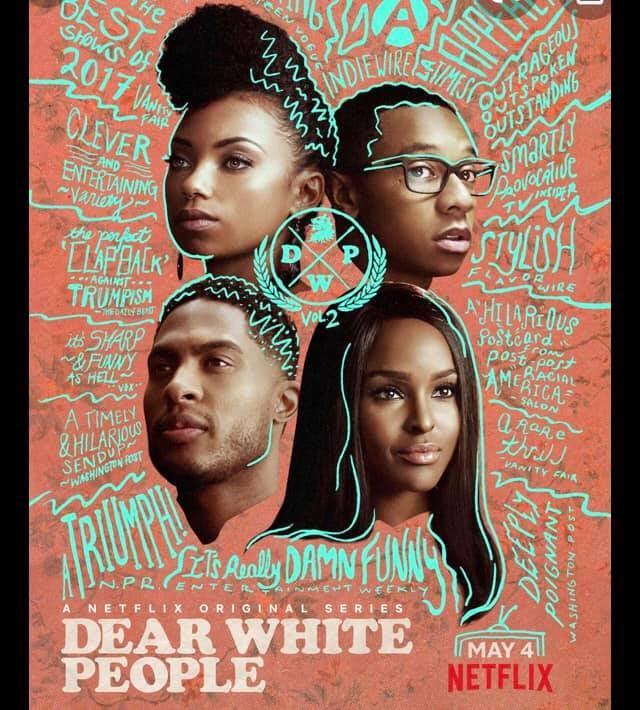 BEST
THE
SHOWS OF
2017
VANITY
FAIR
TEEN VOGUE
INDIEWIRE
OUTRAGEOUS
OUTSPOKEN
OUTSTANDING
CLEVER
AND
ENTERTAINING
~Variety~
SMARTLY
PROVOCATIVE
TV INSIDER
the perfect
'CLAPBACK'
...AGAINST...
TRUMPISM
~THE DAILY BEAST
STYLISH
FLAVORWIRE
D P
W
VOL 2
it's SHARP
& FUNNY
AS HELL
VOX
A 'HILARIOUS
Postcard
from
post-post
RACIAL
AMERICA'
SALON
A TIMELY
& HILARIOUS
SENDUP
~WASHINGTON POST
a rare
thrill
VANITY FAIR
A TRIUMPH!
N.P.R.
IT'S Really DAMN FUNNY
ENTERTAINMENT WEEKLY
DEEPLY
POIGNANT
WASHINGTON POST
A NETFLIX ORIGINAL SERIES
DEAR WHITE
PEOPLE
MAY 4
NETFLIX